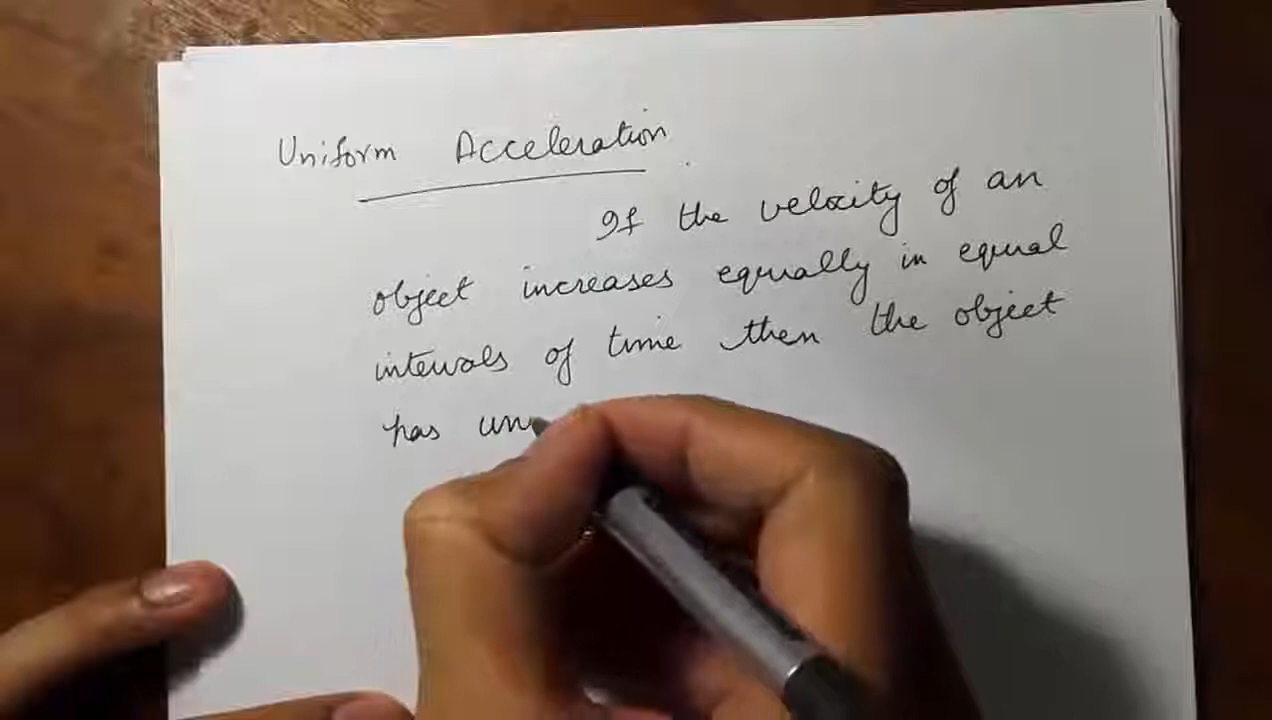 Uniform Acceleration
If the velocity of an
object increases equally in equal
intervals of time then the object
has un